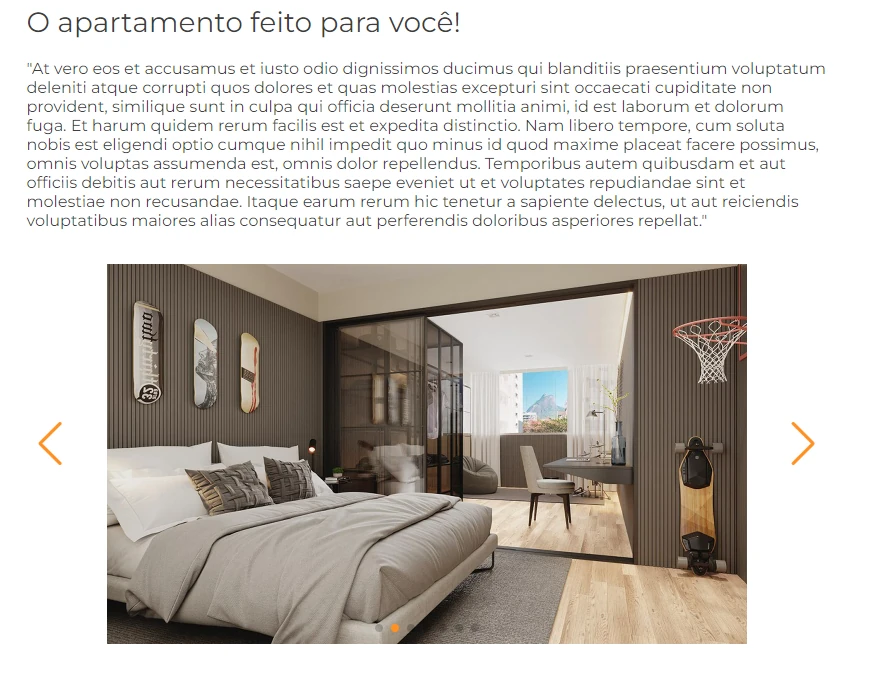 O apartamento feito para você!
"At vero eos et accusamus et iusto odio dignissimos ducimus qui blanditiis praesentium voluptatum
deleniti atque corrupti quos dolores et quas molestias excepturi sint occaecati cupiditate non
provident, similique sunt in culpa qui officia deserunt mollitia animi, id est laborum et dolorum
fuga. Et harum quidem rerum facilis est et expedita distinctio. Nam libero tempore, cum soluta
nobis est eligendi optio cumque nihil impedit quo minus id quod maxime placeat facere possimus,
omnis voluptas assumenda est, omnis dolor repellendus. Temporibus autem quibusdam et aut
officiis debitis aut rerum necessitatibus saepe eveniet ut et voluptates repudiandae sint et
molestiae non recusandae. Itaque earum rerum hic tenetur a sapiente delectus, ut aut reiciendis
voluptatibus maiores alias consequatur aut perferendis doloribus asperiores repellat."